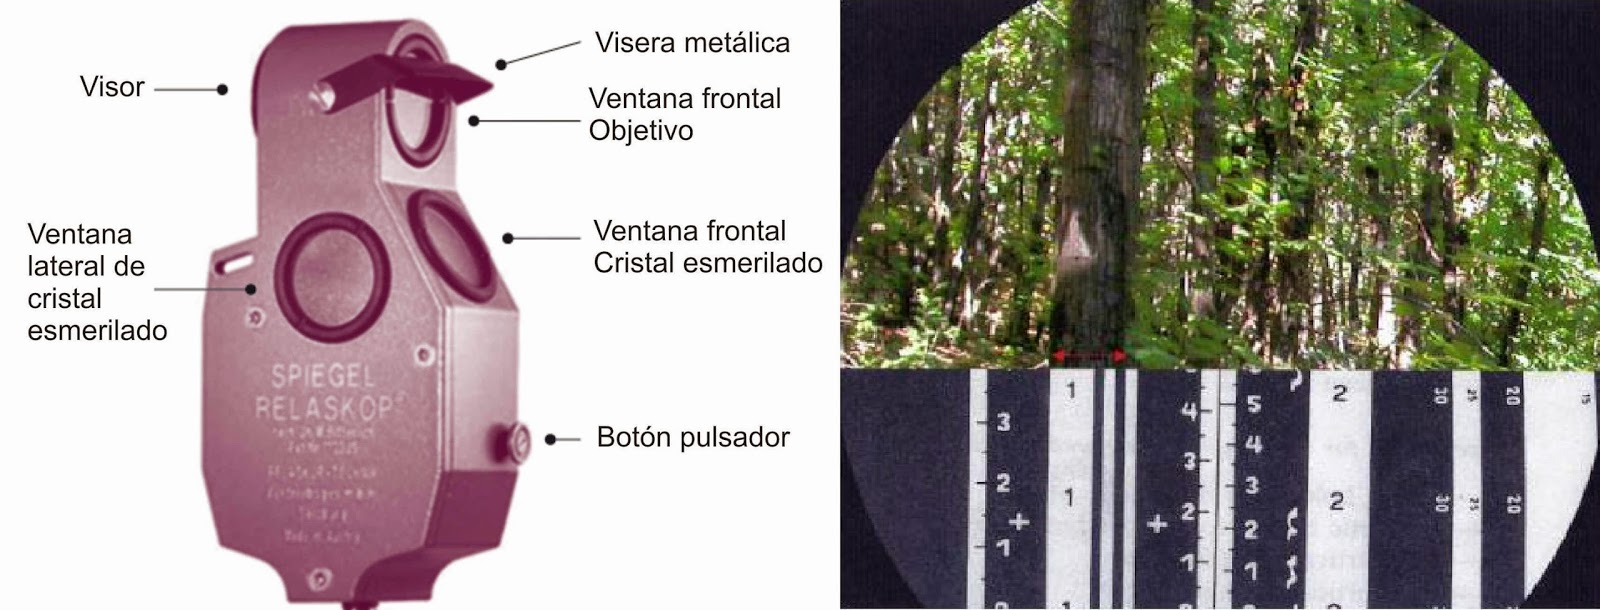 Visera metálica
Visor
Ventana frontal
Objetivo
Ventana
lateral de
cristal
esmerilado
Ventana frontal
Cristal esmerilado
Botón pulsador
SPIEGEL
RELASKOP
1
2
30
25
20
15
3
4
5
4
3
2
1
3
2
30
25
20
+
+
2
2
1
1
1